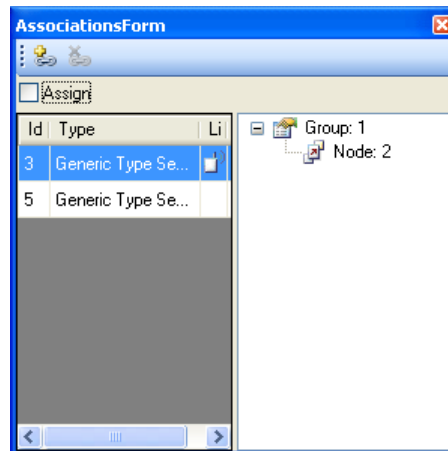 AssociationsForm
Assign
Id Type Li
3 Generic Type Se...
5 Generic Type Se...
Group: 1
Node: 2